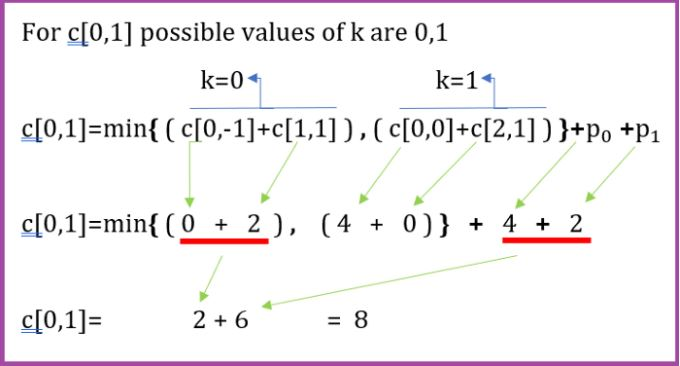 For c[0,1] possible values of k are 0,1
k=0 k=1
c[0,1]=min{ ( c[0,-1]+c[1,1] ) , ( c[0,0]+c[2,1] ) }+p₀ +p₁
c[0,1]=min{ ( 0 + 2 ), ( 4 + 0 ) } + 4 + 2
c[0,1]= 2 + 6 = 8